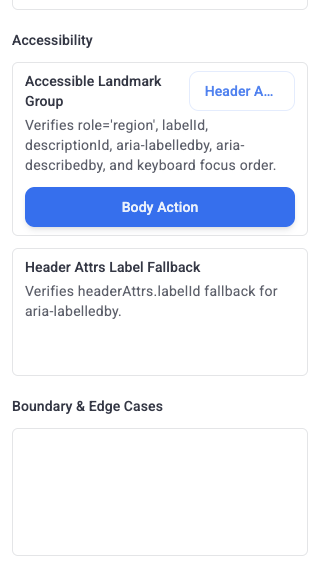 Accessibility
Accessible Landmark
Group
Header A...
Verifies role='region', labelId,
descriptionId, aria-labelledby, aria-
describedby, and keyboard focus order.
Body Action
Header Attrs Label Fallback
Verifies headerAttrs.labelId fallback for
aria-labelledby.
Boundary & Edge Cases